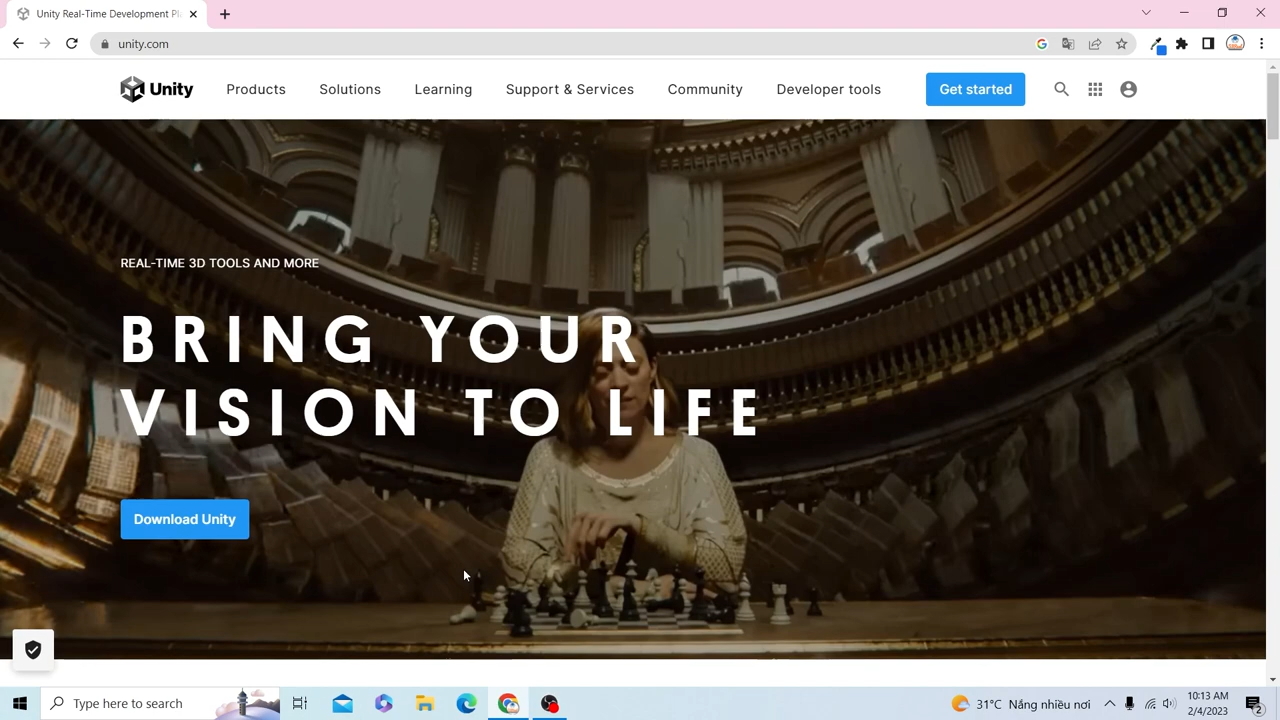 Unity Real-Time Development Pl
unity.com
Unity
Products
Solutions
Learning
Support & Services
Community
Developer tools
Get started
REAL-TIME 3D TOOLS AND MORE
BRING YOUR
VISION TO LIFE
Download Unity
Type here to search
31°C Nắng nhiều nơi
10:13 AM
2/4/2023
2